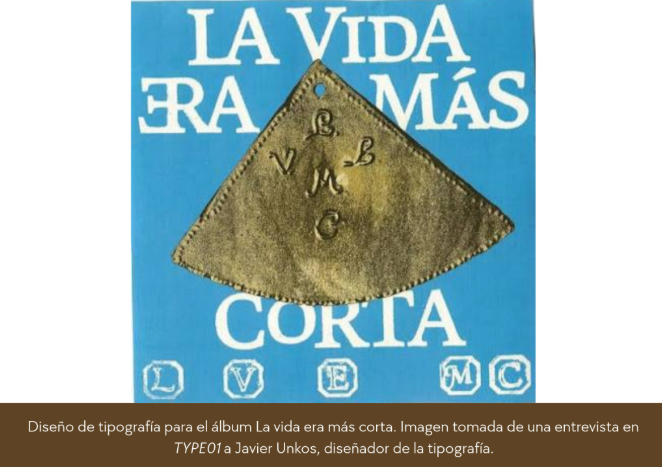 LA VIDA
ERA MÁS
E
V L
M
C
CORTA
L V E M C
Diseño de tipografía para el álbum La vida era más corta. Imagen tomada de una entrevista en
TYPE01 a Javier Unkos, diseñador de la tipografía.